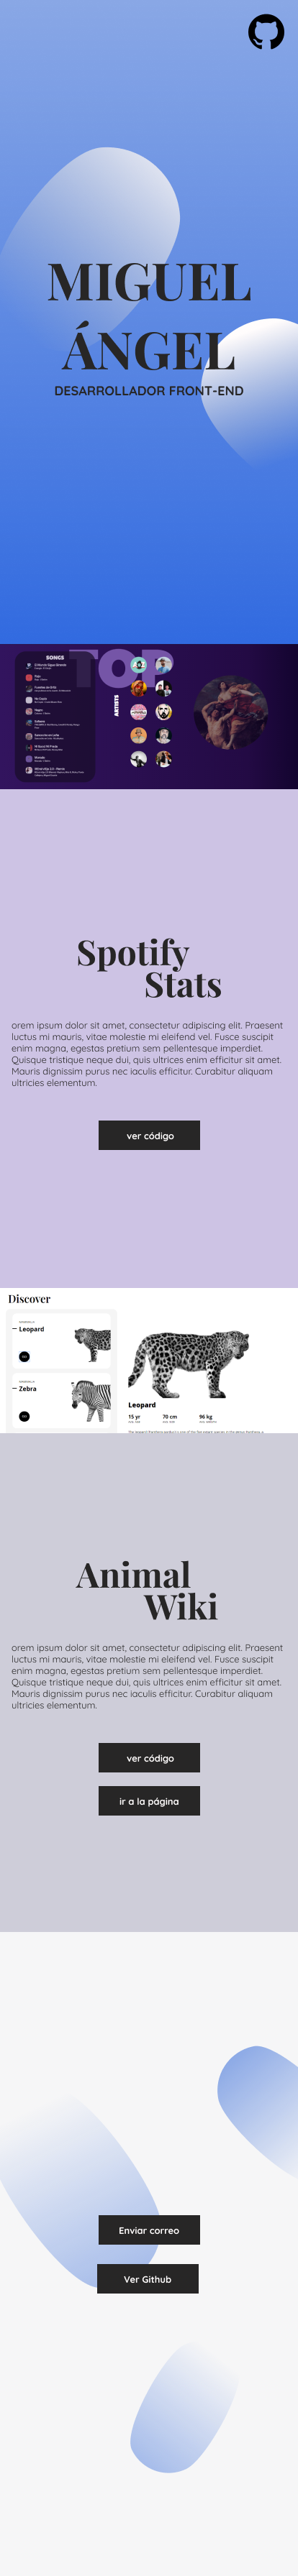 MIGUEL
ÁNGEL
DESARROLLADOR FRONT-END
TOP
SONGS
ARTISTS
Spotify
Stats
orem ipsum dolor sit amet, consectetur adipiscing elit. Praesent
luctus mi mauris, vitae molestie mi eleifend vel. Fusce suscipit
enim magna, egestas pretium sem pellentesque imperdiet.
Quisque tristique neque dui, quis ultrices enim efficitur sit amet.
Mauris dignissim purus nec iaculis efficitur. Curabitur aliquam
ultricies elementum.
ver código
Discover
Leopard
Zebra
Leopard
15 yr
70 cm
96 kg
Animal
Wiki
orem ipsum dolor sit amet, consectetur adipiscing elit. Praesent
luctus mi mauris, vitae molestie mi eleifend vel. Fusce suscipit
enim magna, egestas pretium sem pellentesque imperdiet.
Quisque tristique neque dui, quis ultrices enim efficitur sit amet.
Mauris dignissim purus nec iaculis efficitur. Curabitur aliquam
ultricies elementum.
ver código
ir a la página
Enviar correo
Ver Github